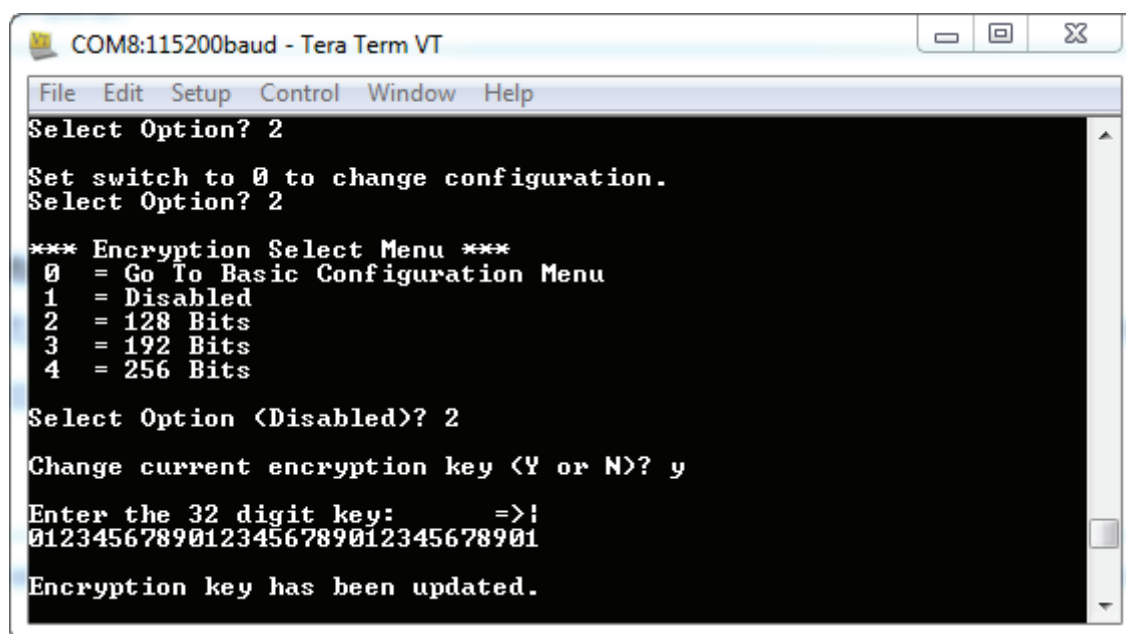 COM8:115200baud - Tera Term VT
File Edit Setup Control Window Help
Select Option? 2
Set switch to 0 to change configuration.
Select Option? 2
*** Encryption Select Menu ***
0 = Go To Basic Configuration Menu
1 = Disabled
2 = 128 Bits
3 = 192 Bits
4 = 256 Bits
Select Option (Disabled)? 2
Change current encryption key (Y or N)? y
Enter the 32 digit key: =>|
01234567890123456789012345678901
Encryption key has been updated.